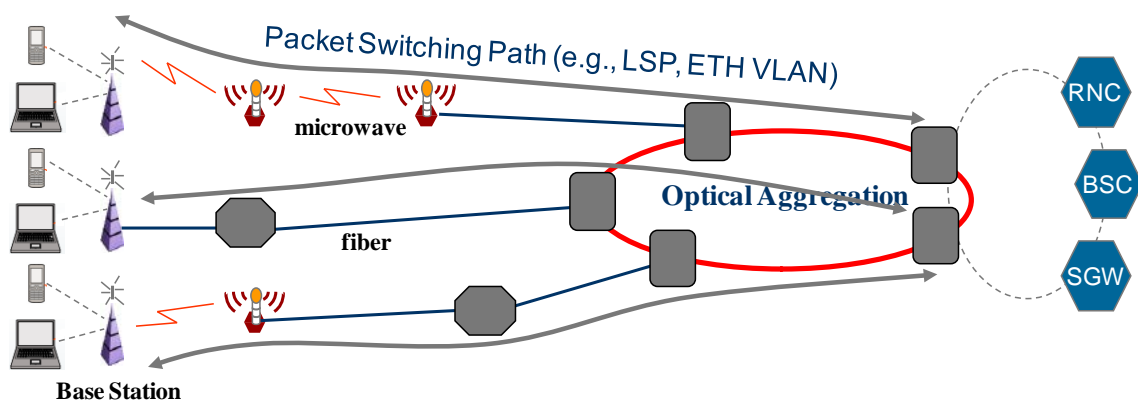 Packet Switching Path (e.g., LSP, ETH VLAN)
RNC
microwave
BSC
Optical Aggregation
fiber
SGW
Base Station